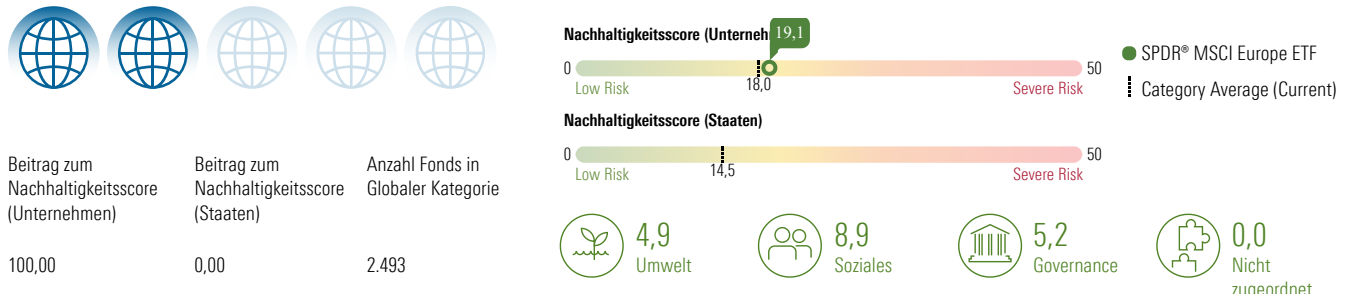 Beitrag zum
Nachhaltigkeitsscore
(Unternehmen)
100,00
Beitrag zum
Nachhaltigkeitsscore
(Staaten)
0,00
Anzahl Fonds in
Globaler Kategorie
2.493
Nachhaltigkeitsscore (Unterneh
19,1
0
50
Low Risk
18,0
Severe Risk
Nachhaltigkeitsscore (Staaten)
0
50
Low Risk
14,5
Severe Risk
SPDR® MSCI Europe ETF
Category Average (Current)
4,9
Umwelt
8,9
Soziales
5,2
Governance
0,0
Nicht
zugeordnet